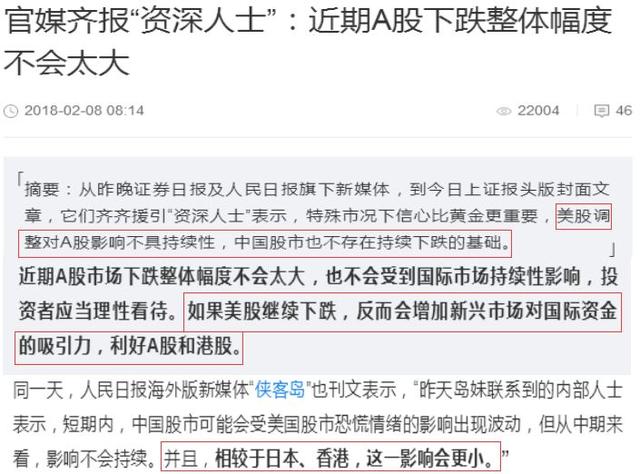 官媒齐报“资深人士”：近期A股下跌整体幅度
不会太大
2018-02-08 08:14 22004 46
「
摘要：从昨晚证券日报及人民日报旗下新媒体，到今日上证报头版封面文
章，它们齐齐援引“资深人士”表示，特殊市况下信心比黄金更重要，美股调
整对A股影响不具持续性，中国股市也不存在持续下跌的基础。
」
近期A股市场下跌整体幅度不会太大，也不会受到国际市场持续性影响，投
资者应当理性看待。如果美股继续下跌，反而会增加新兴市场对国际资金
的吸引力，利好A股和港股。
同一天，人民日报海外版新媒体“侠客岛”也刊文表示，“昨天岛妹联系到的内部人士
表示，短期内，中国股市可能会受美国股市恐慌情绪的影响出现波动，但从中期来
看，影响不会持续。并且，相较于日本、香港，这一影响会更小。”